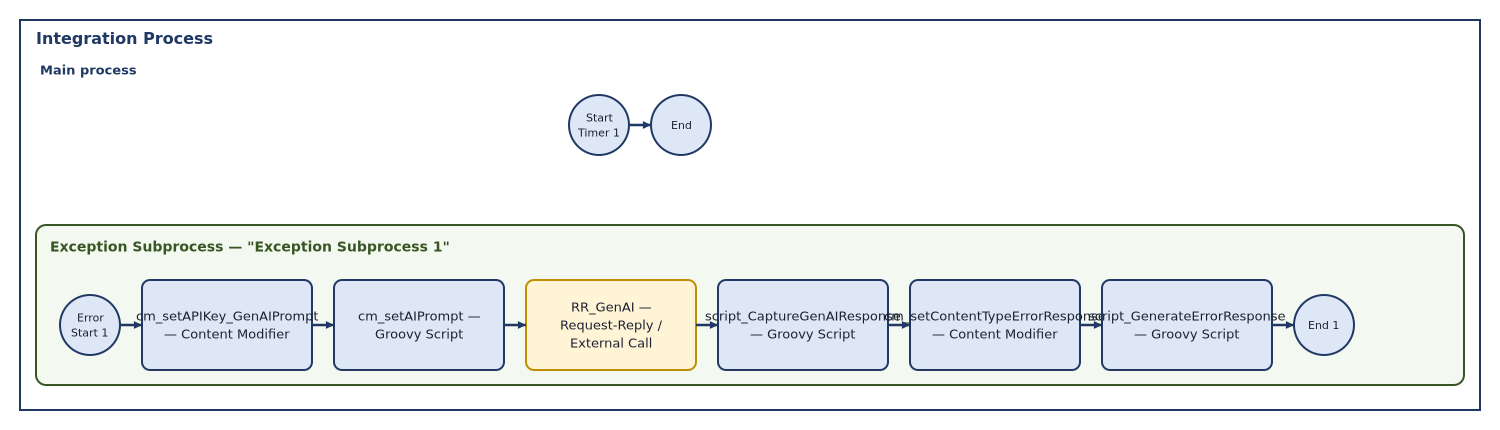 Integration Process
Main process
Start
Timer 1
End
Exception Subprocess — "Exception Subprocess 1"
Error
Start 1
cm_setAPIKey_GenAIPrompt
— Content Modifier
cm_setAIPrompt —
Groovy Script
RR_GenAI —
Request-Reply /
External Call
script_CaptureGenAIResponse
— Groovy Script
cm_setContentTypeErrorResponse
— Content Modifier
script_GenerateErrorResponse
— Groovy Script
End 1